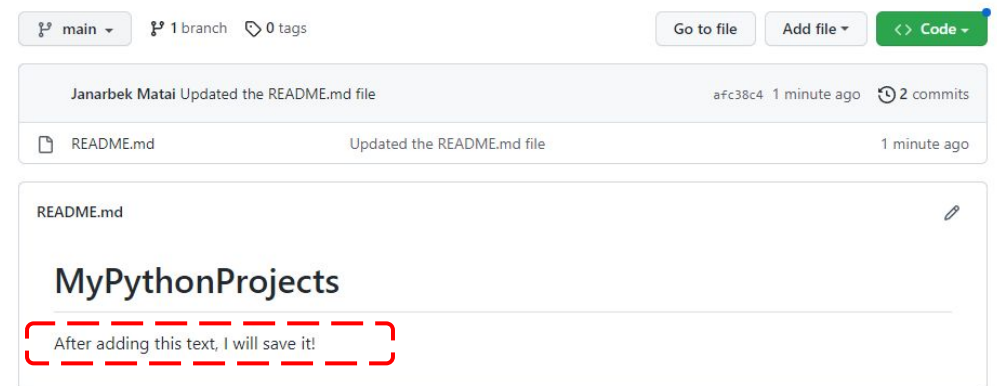 main 1 branch 0 tags Go to file Add file <> Code
Janarbek Matai Updated the README.md file afc38c4 1 minute ago 2 commits
README.md Updated the README.md file 1 minute ago
README.md
MyPythonProjects
After adding this text, I will save it!